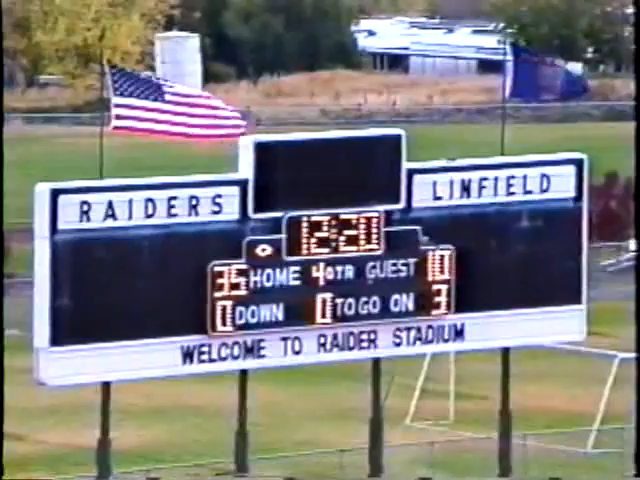 RAIDERS LINFIELD
12:20
35 HOME 4 QTR GUEST 10
0 DOWN 0 TO GO ON 3
WELCOME TO RAIDER STADIUM